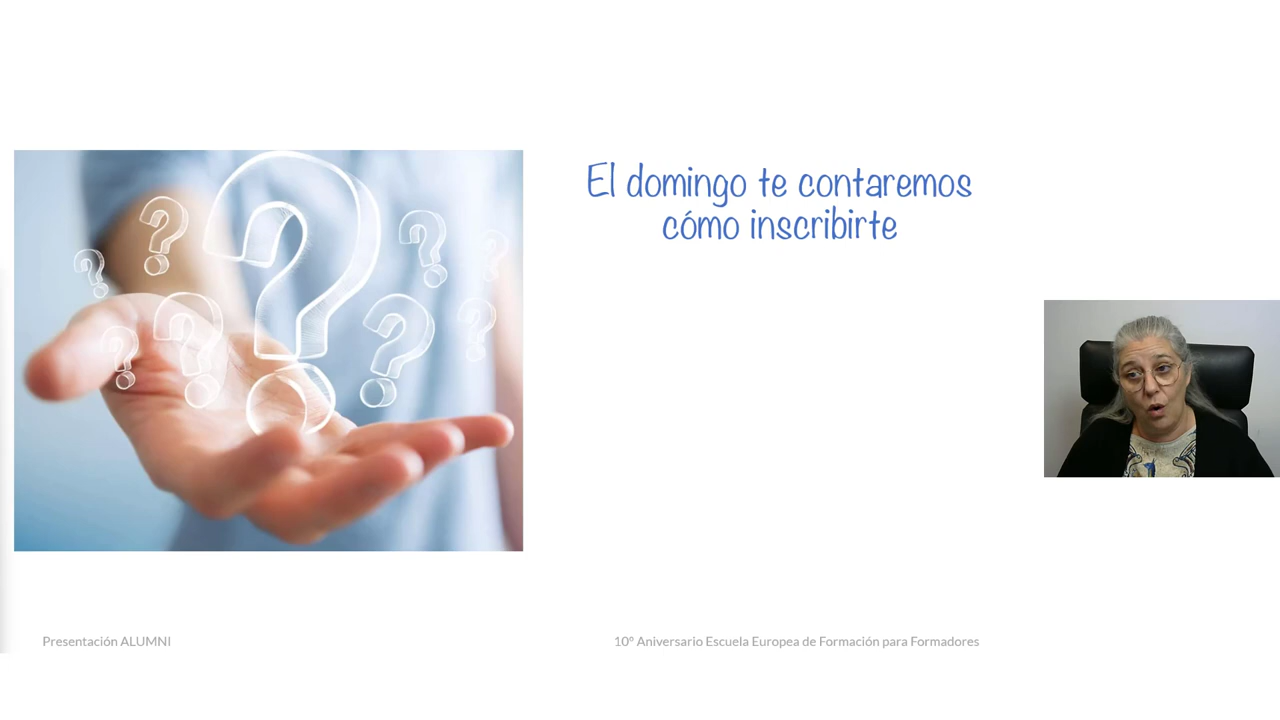 El domingo te contaremos
cómo inscribirte
Presentación ALUMNI
10º Aniversario Escuela Europea de Formación para Formadores